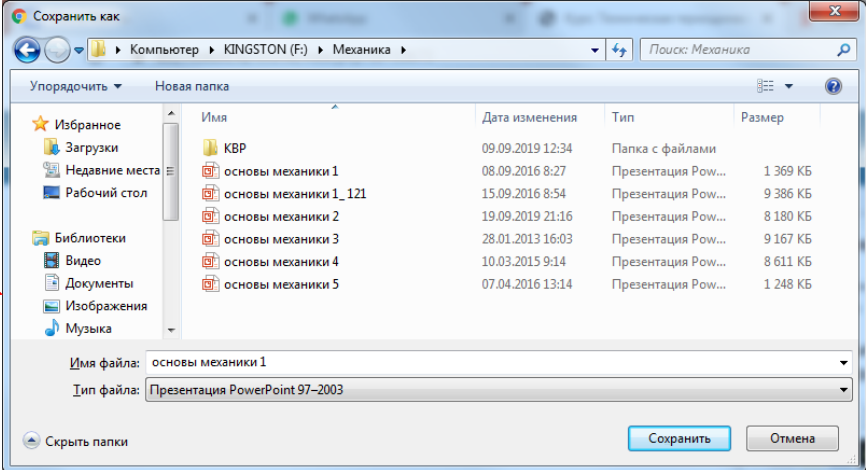 Сохранить как
WhatsApp
Компьютер KINGSTON (F:) Механика
Поиск: Механика
Упорядочить Новая папка
Избранное
Загрузки
Недавние места
Рабочий стол
Библиотеки
Видео
Документы
Изображения
Музыка
Имя Дата изменения Тип Размер
КВР 09.09.2019 12:34 Папка с файлами
основы механики 1 08.09.2016 8:27 Презентация Pow... 1 369 КБ
основы механики 1_ 121 15.09.2016 8:54 Презентация Pow... 9 386 КБ
основы механики 2 19.09.2019 21:16 Презентация Pow... 8 180 КБ
основы механики 3 28.01.2013 16:03 Презентация Pow... 9 167 КБ
основы механики 4 10.03.2015 9:14 Презентация Pow... 8 611 КБ
основы механики 5 07.04.2016 13:14 Презентация Pow... 1 248 КБ
Имя файла: основы механики 1
Тип файла: Презентация PowerPoint 97–2003
Скрыть папки
Сохранить Отмена